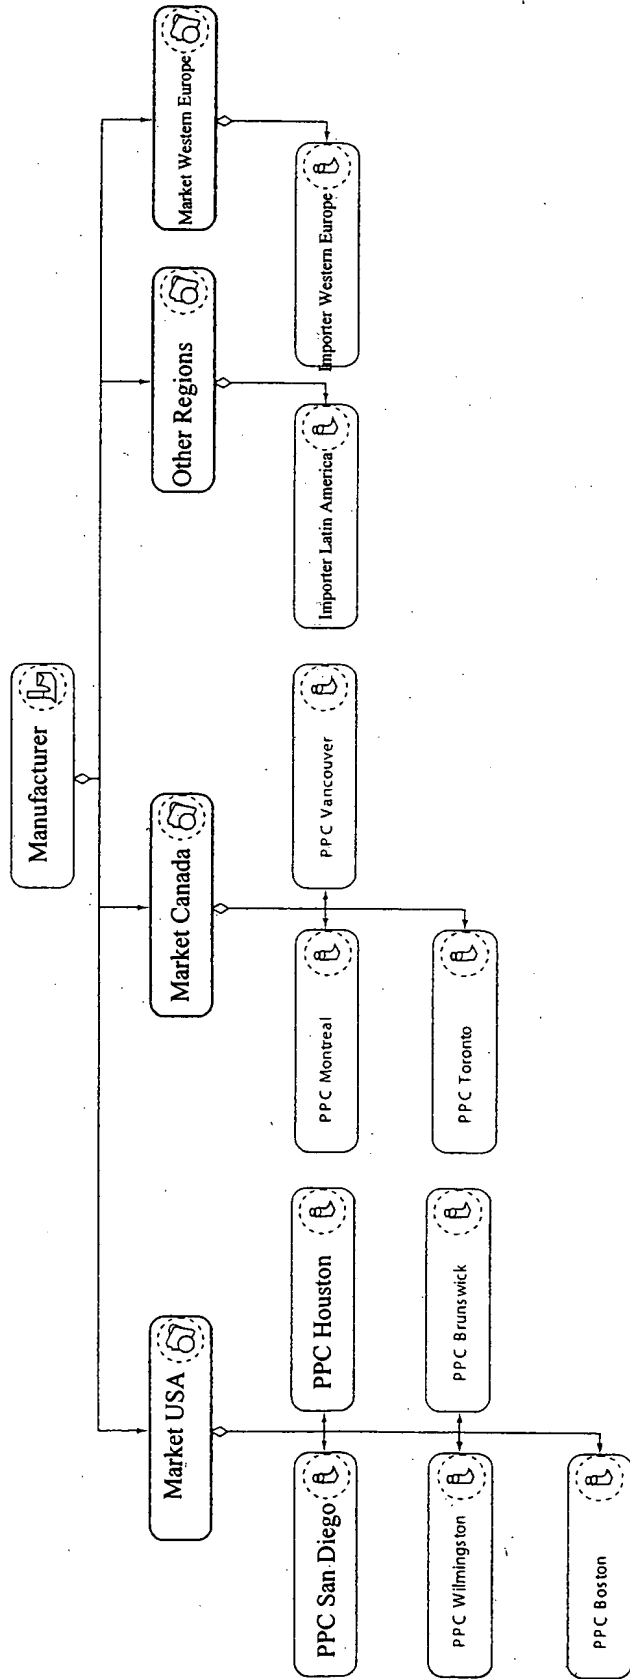 Manufacturer
Market USA
Market Canada
Other Regions
Market Western Europe
PPC San Diego
PPC Houston
PPC Montreal
PPC Vancouver
Importer Latin America
Importer Western Europe
PPC Wilmingston
PPC Brunswick
PPC Toronto
PPC Boston